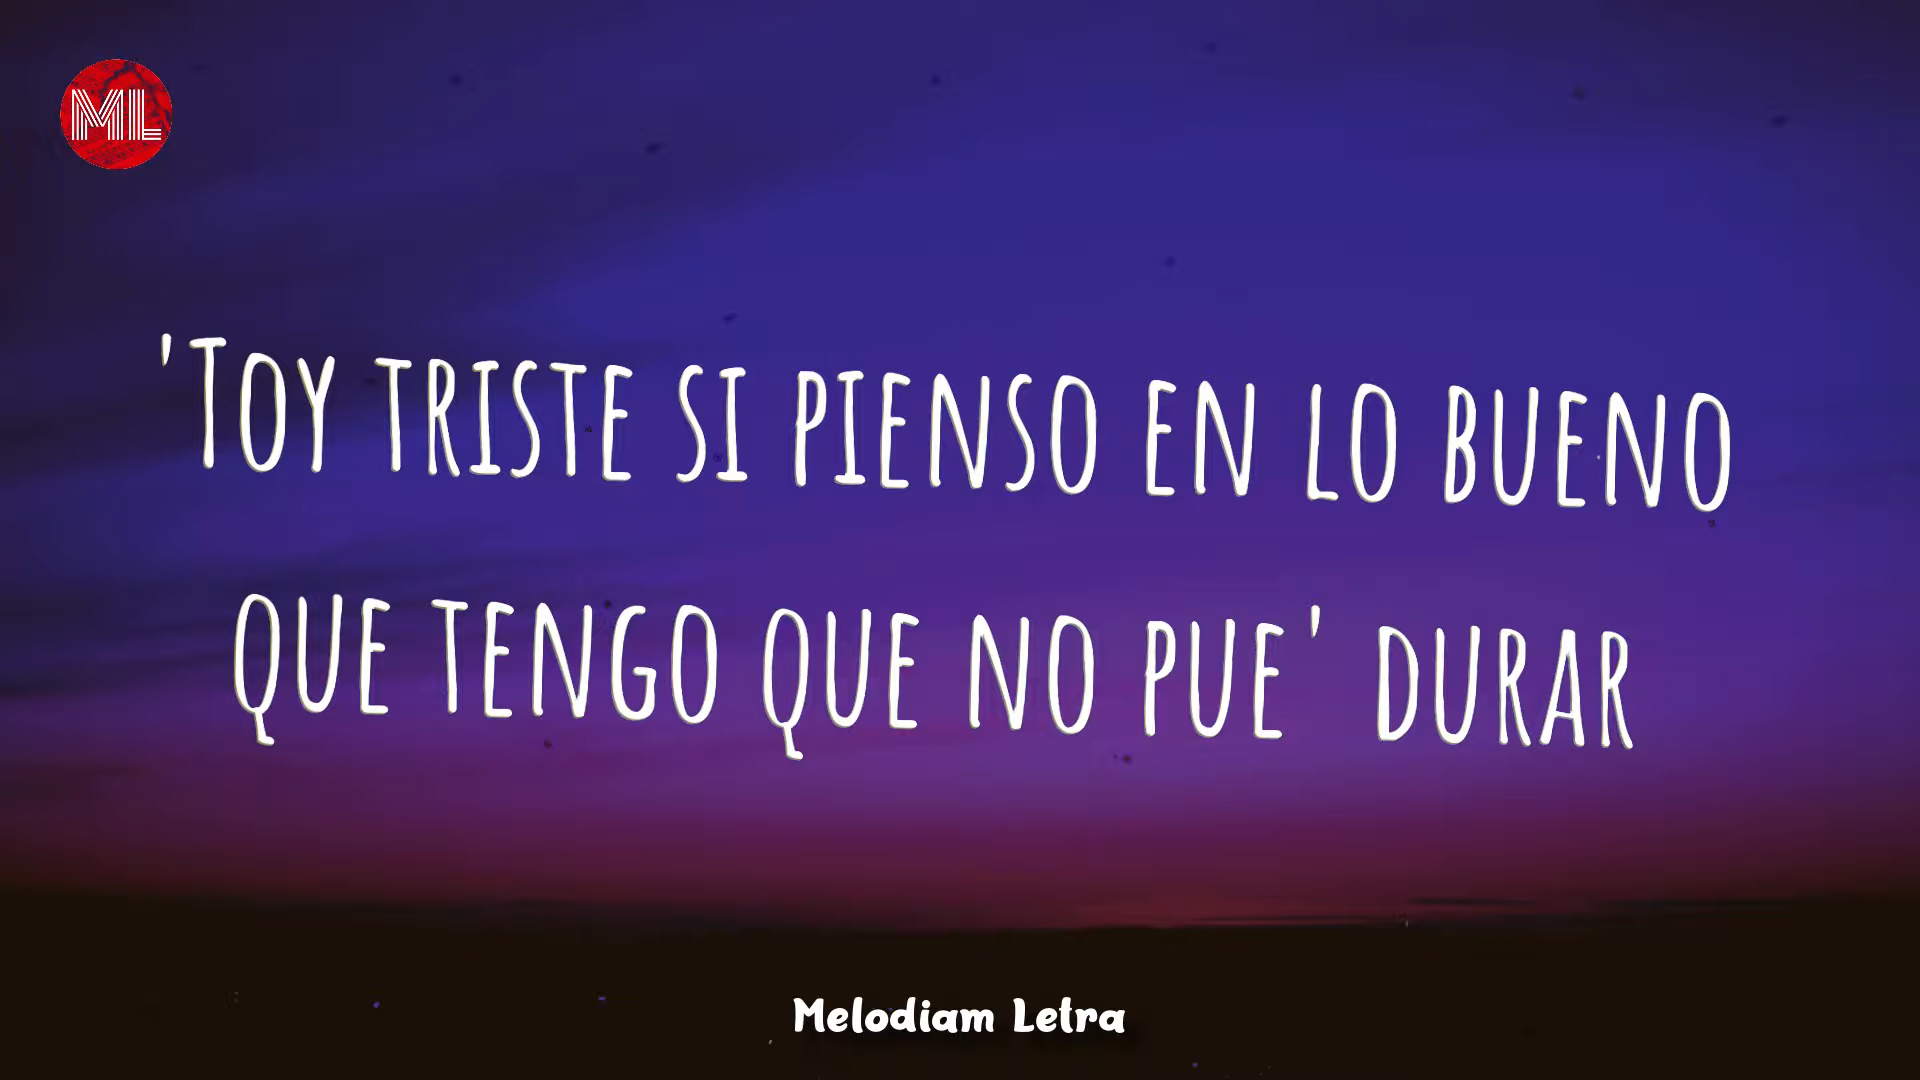 ML
'TOY TRISTE SI PIENSO EN LO BUENO
QUE TENGO QUE NO PUE' DURAR
Melodiam Letra